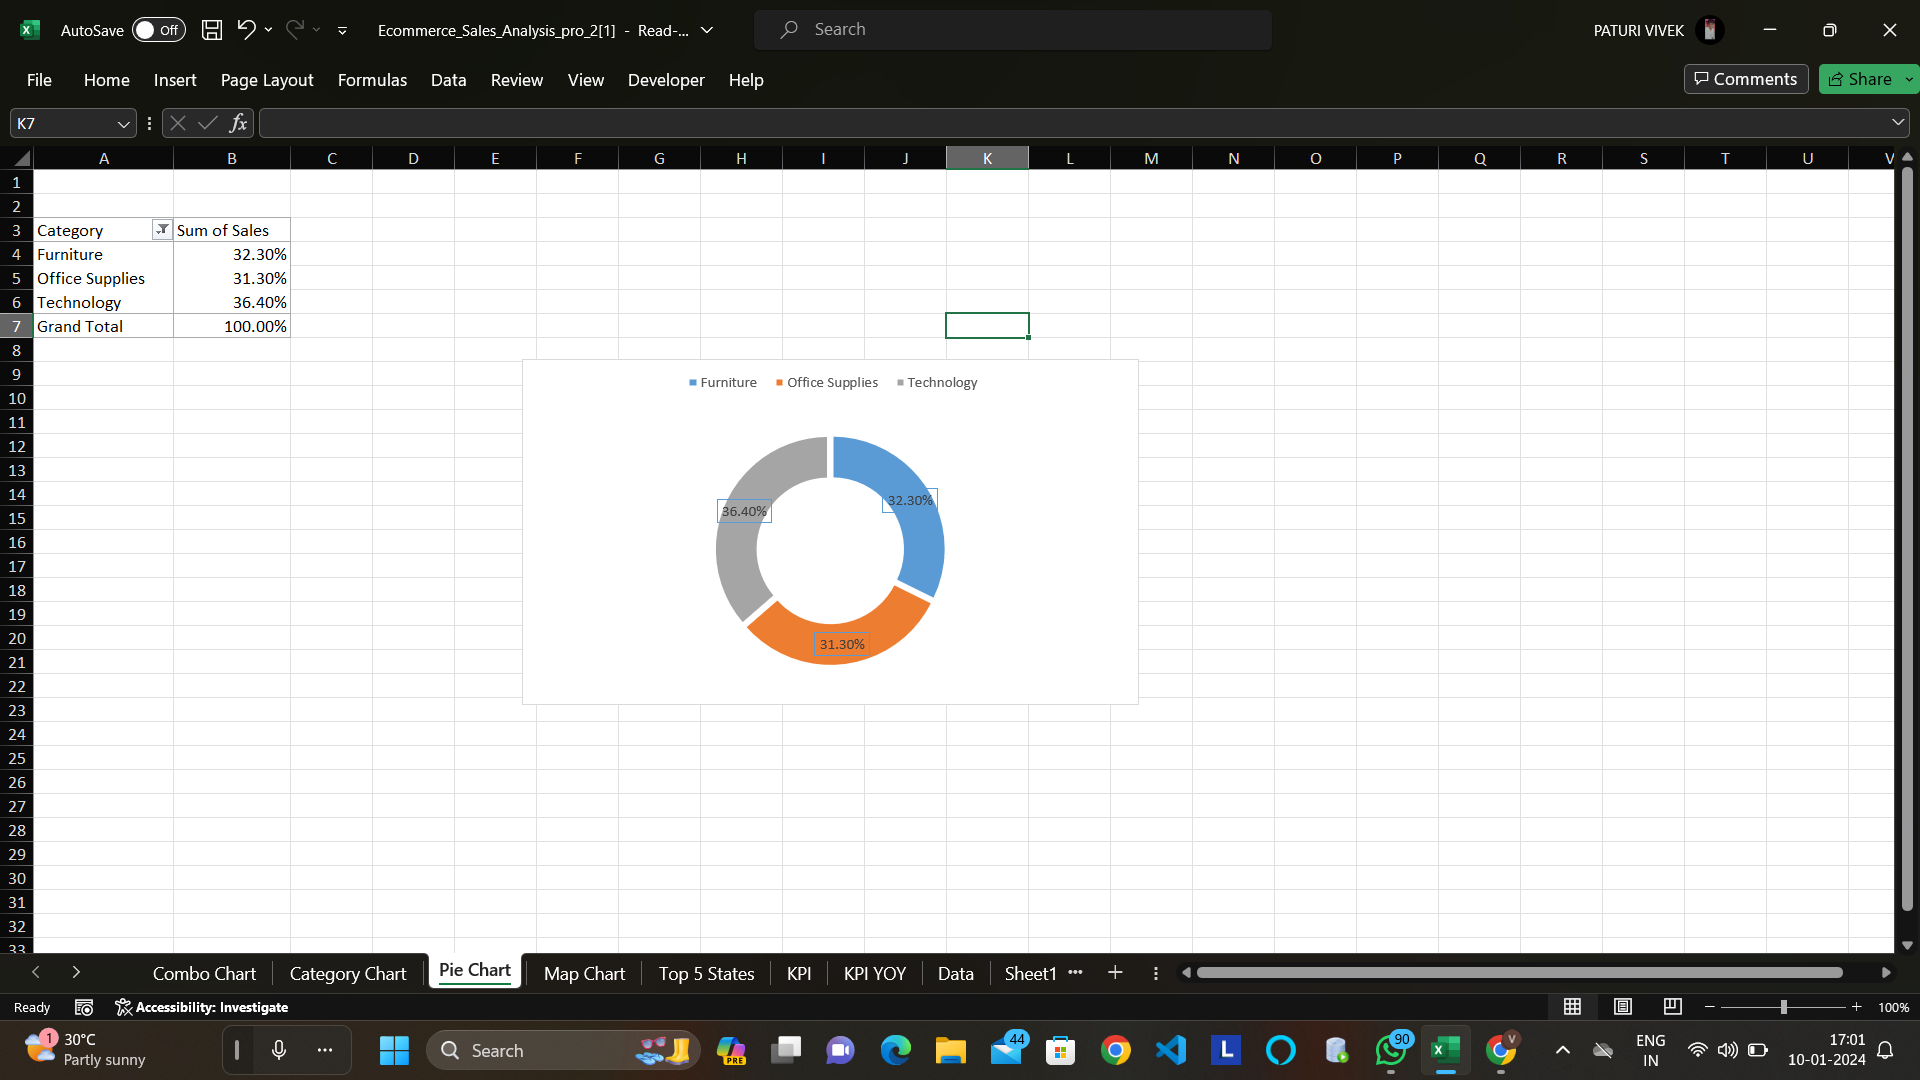 AutoSave Off Ecommerce_Sales_Analysis_pro_2[1] - Read-... Search PATURI VIVEK
File Home Insert Page Layout Formulas Data Review View Developer Help Comments Share
K7 fx
A B C D E F G H I J K L M N O P Q R S T U V
1
2
3 Category Sum of Sales
4 Furniture 32.30%
5 Office Supplies 31.30%
6 Technology 36.40%
7 Grand Total 100.00%
8
9
10
11
12
13
14
15
16
17
18
19
20
21
22
23
24
25
26
27
28
29
30
31
32
33
Furniture Office Supplies Technology
32.30%
36.40%
31.30%
Combo Chart Category Chart Pie Chart Map Chart Top 5 States KPI KPI YOY Data Sheet1 ...
Ready Accessibility: Investigate 100%
1 30°C
Partly sunny
Search
PRE
44
L
90
V
ENG
IN
17:01
10-01-2024